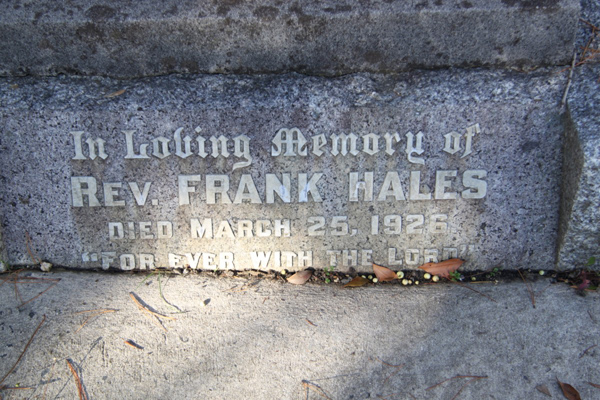 In Loving Memory of
REV. FRANK HALES
DIED MARCH 25, 1926
"FOR EVER WITH THE LORD"